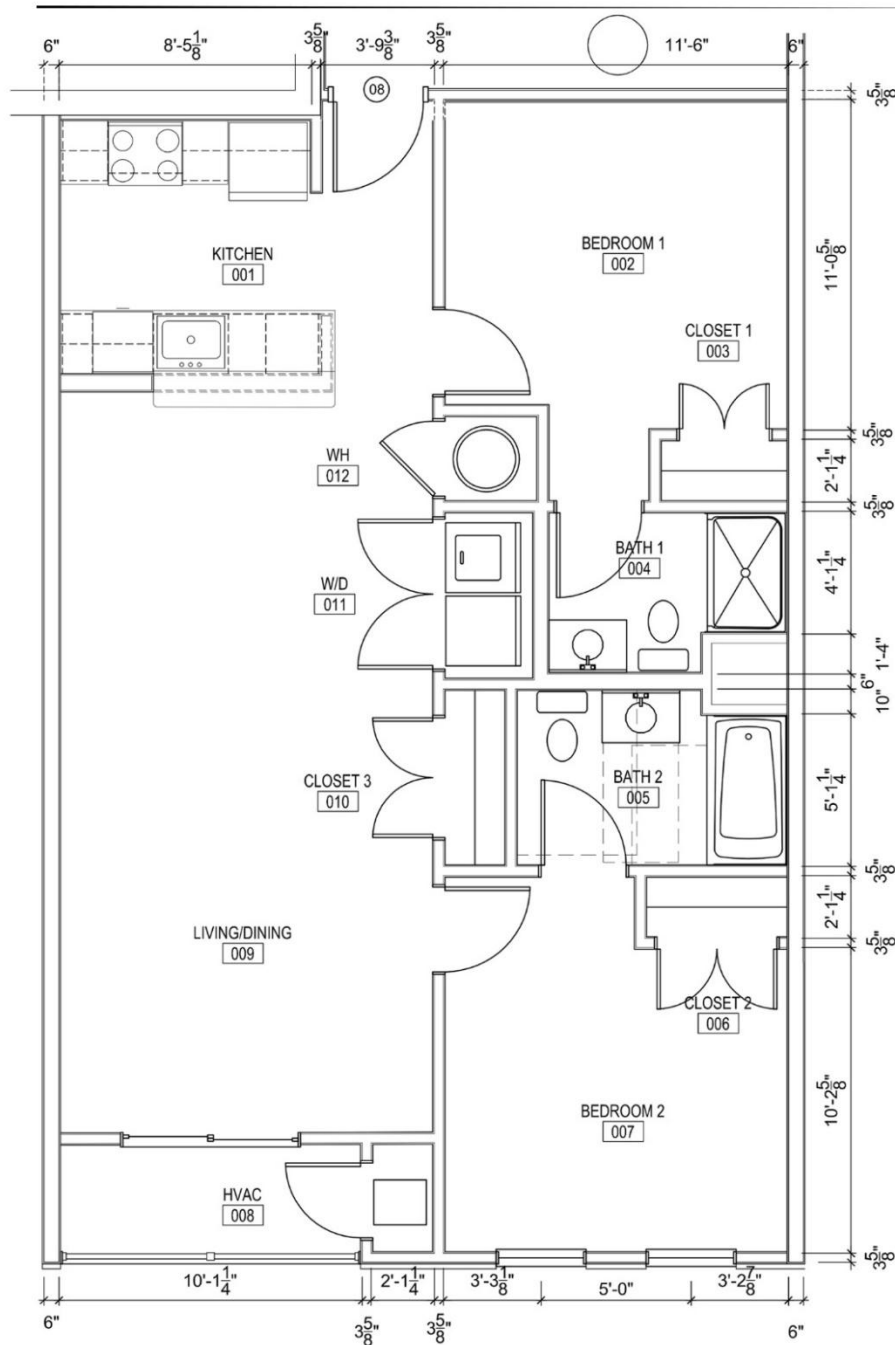 6" 8'-5 1/8" 3 5/8" 3'-9 3/8" 3 5/8" 11'-6" 6"
08
3 5/8"
KITCHEN
001
BEDROOM 1
002
11'-0 5/8"
CLOSET 1
003
3 5/8"
WH
012
2'-1 1/4"
3 5/8"
BATH 1
004
4'-1 1/4"
W/D
011
1'-4"
6"
10"
CLOSET 3
010
BATH 2
005
5'-1 1/4"
3 5/8"
2'-1 1/4"
LIVING/DINING
009
3 5/8"
CLOSET 2
006
10'-2 5/8"
BEDROOM 2
007
HVAC
008
3 5/8"
10'-1 1/4" 2'-1 1/4" 3'-3 1/8" 5'-0" 3'-2 7/8"
6" 3 5/8" 3 5/8" 6"